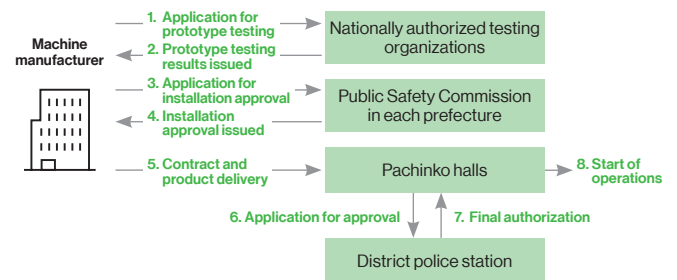 1. Application for
prototype testing
Nationally authorized testing
organizations
Machine
manufacturer
2. Prototype testing
results issued
3. Application for
installation approval
Public Safety Commission
in each prefecture
4. Installation
approval issued
5. Contract and
product delivery
Pachinko halls
8. Start of
operations
6. Application for approval
7. Final authorization
District police station